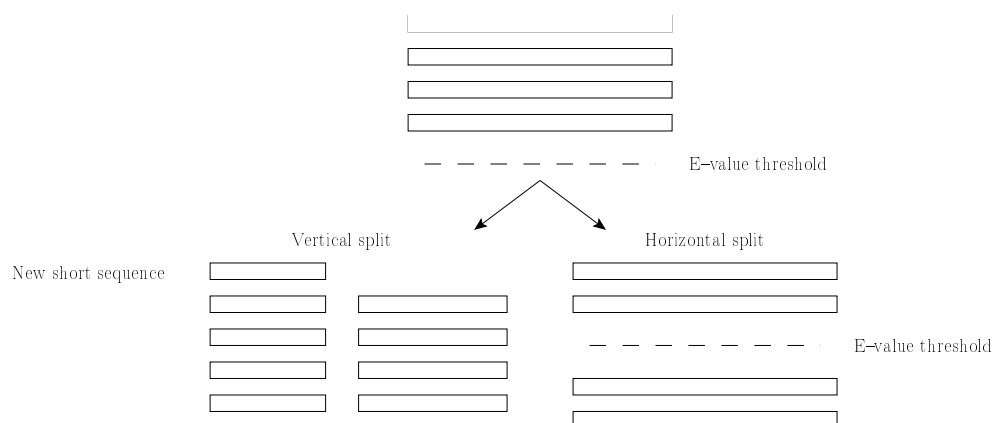 E–value threshold
Vertical split
Horizontal split
New short sequence
E–value threshold